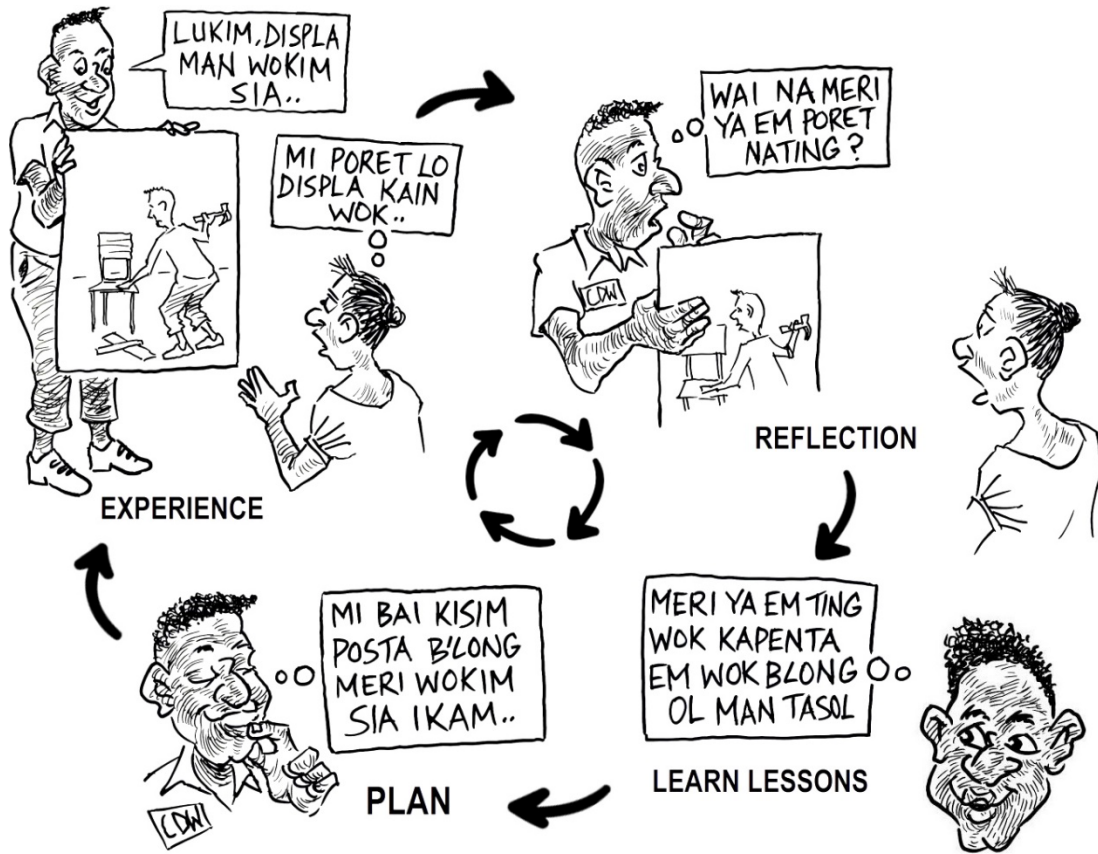 LUKIM, DISPLA
MAN WOKIM
SIA..
MI PORET LO
DISPLA KAIN
WOK..
EXPERIENCE
WAI NA MERI
YA EM PORET
NATING?
CDW
REFLECTION
MERI YA EM TING
WOK KAPENTA
EM WOK BLONG
OL MAN TASOL
LEARN LESSONS
MI BAI KISIM
POSTA B'LONG
MERI WOKIM
SIA IKAM..
CDW
PLAN